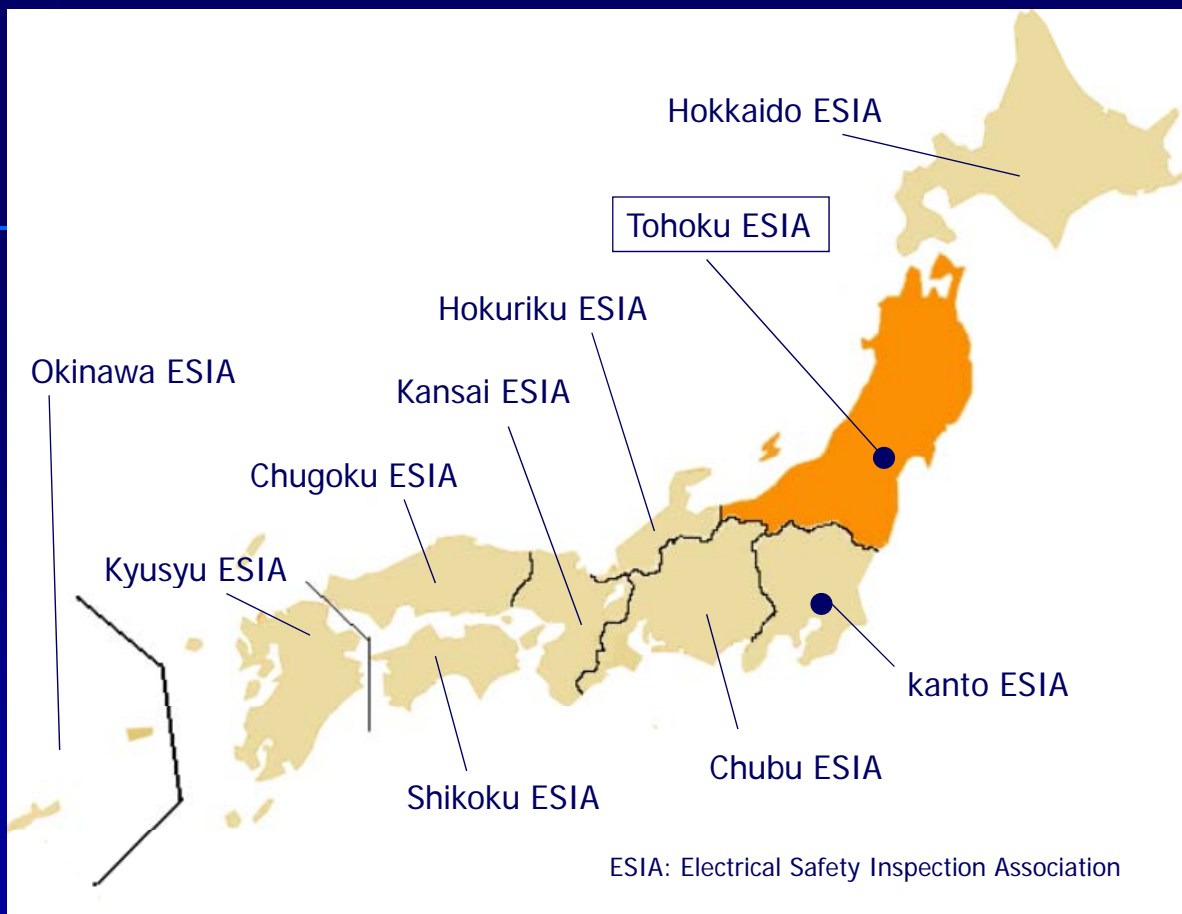 Hokkaido ESIA
Tohoku ESIA
Hokuriku ESIA
Okinawa ESIA
Kansai ESIA
Chugoku ESIA
Kyusyu ESIA
kanto ESIA
Chubu ESIA
Shikoku ESIA
ESIA: Electrical Safety Inspection Association